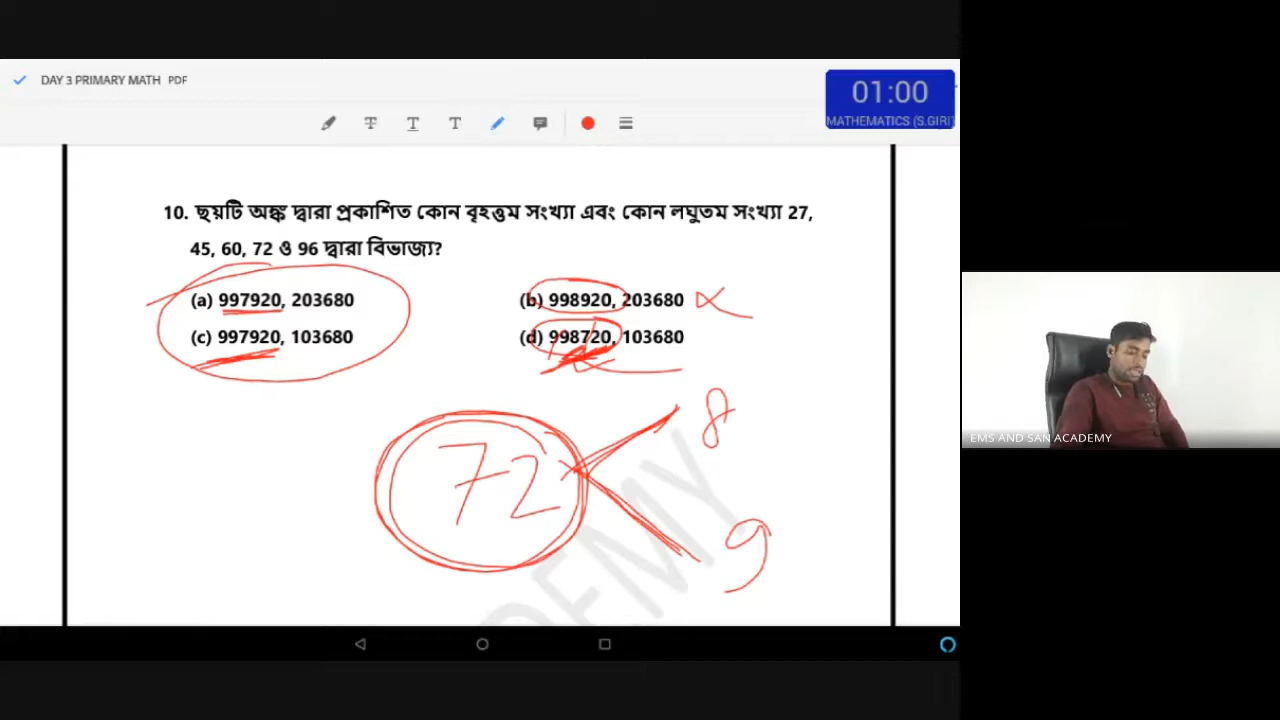 DAY 3 PRIMARY MATH PDF
01:00
MATHEMATICS (S.GIRI)
10. ছয়টি অঙ্ক দ্বারা প্রকাশিত কোন বৃহত্তম সংখ্যা এবং কোন লঘুতম সংখ্যা 27,
45, 60, 72 ও 96 দ্বারা বিভাজ্য?
(a) 997920, 203680 (b) 998920, 203680
(c) 997920, 103680 (d) 998720, 103680
8
72
9
EMS AND SAN ACADEMY